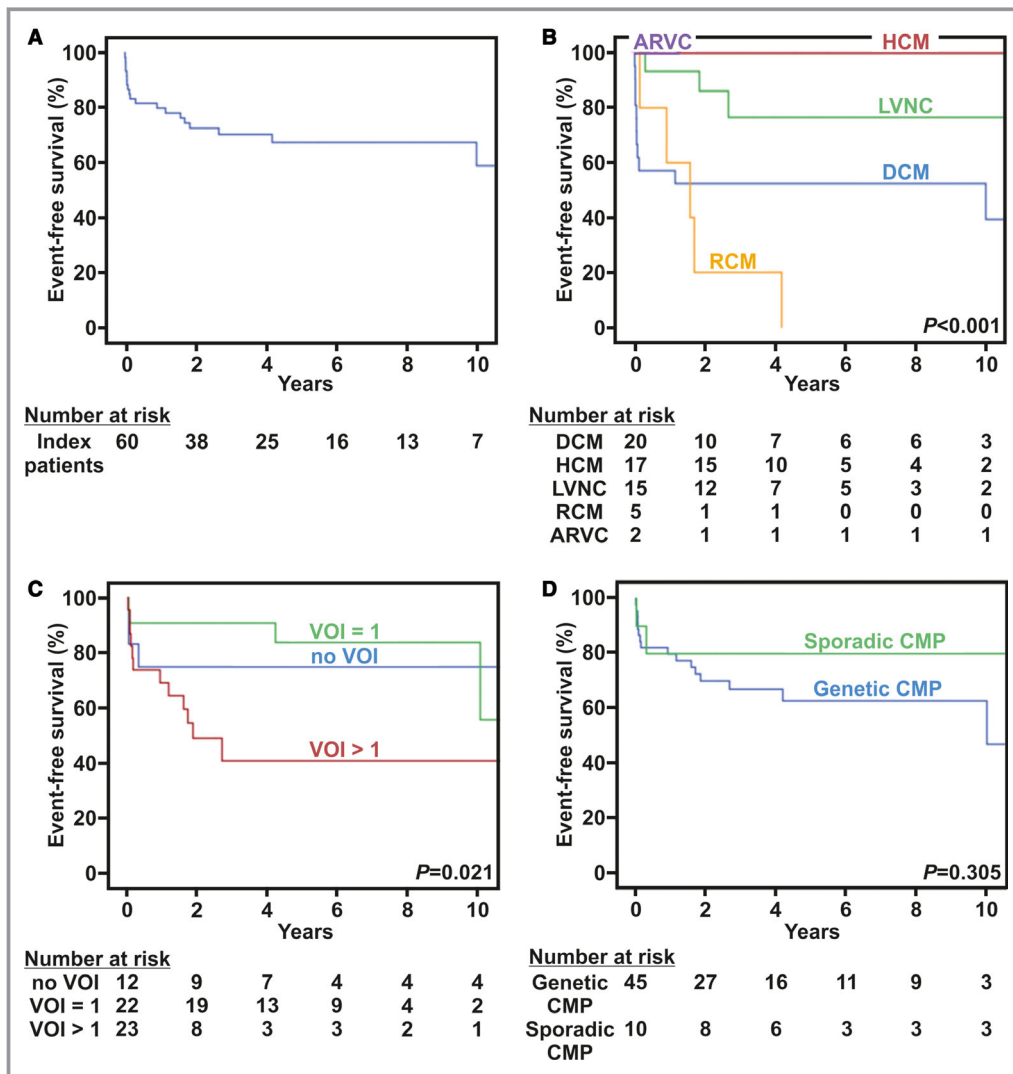 A
Event-free survival (%)
100
80
60
40
20
0
0 2 4 6 8 10
Years
Number at risk
Index 60 38 25 16 13 7
patients
B
Event-free survival (%)
100
80
60
40
20
0
ARVC HCM
LVNC
DCM
RCM
P<0.001
0 2 4 6 8 10
Years
Number at risk
DCM 20 10 7 6 6 3
HCM 17 15 10 5 4 2
LVNC 15 12 7 5 3 2
RCM 5 1 1 0 0 0
ARVC 2 1 1 1 1 1
C
Event-free survival (%)
100
80
60
40
20
0
VOI = 1
no VOI
VOI > 1
P=0.021
0 2 4 6 8 10
Years
Number at risk
no VOI 12 9 7 4 4 4
VOI = 1 22 19 13 9 4 2
VOI > 1 23 8 3 3 2 1
D
Event-free survival (%)
100
80
60
40
20
0
Sporadic CMP
Genetic CMP
P=0.305
0 2 4 6 8 10
Years
Number at risk
Genetic 45 27 16 11 9 3
CMP
Sporadic 10 8 6 3 3 3
CMP